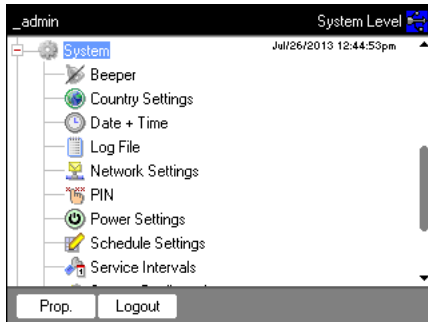 _admin System Level
System Jul/26/2013 12:44:53pm
Beeper
Country Settings
Date + Time
Log File
Network Settings
PIN
Power Settings
Schedule Settings
Service Intervals
Prop. Logout